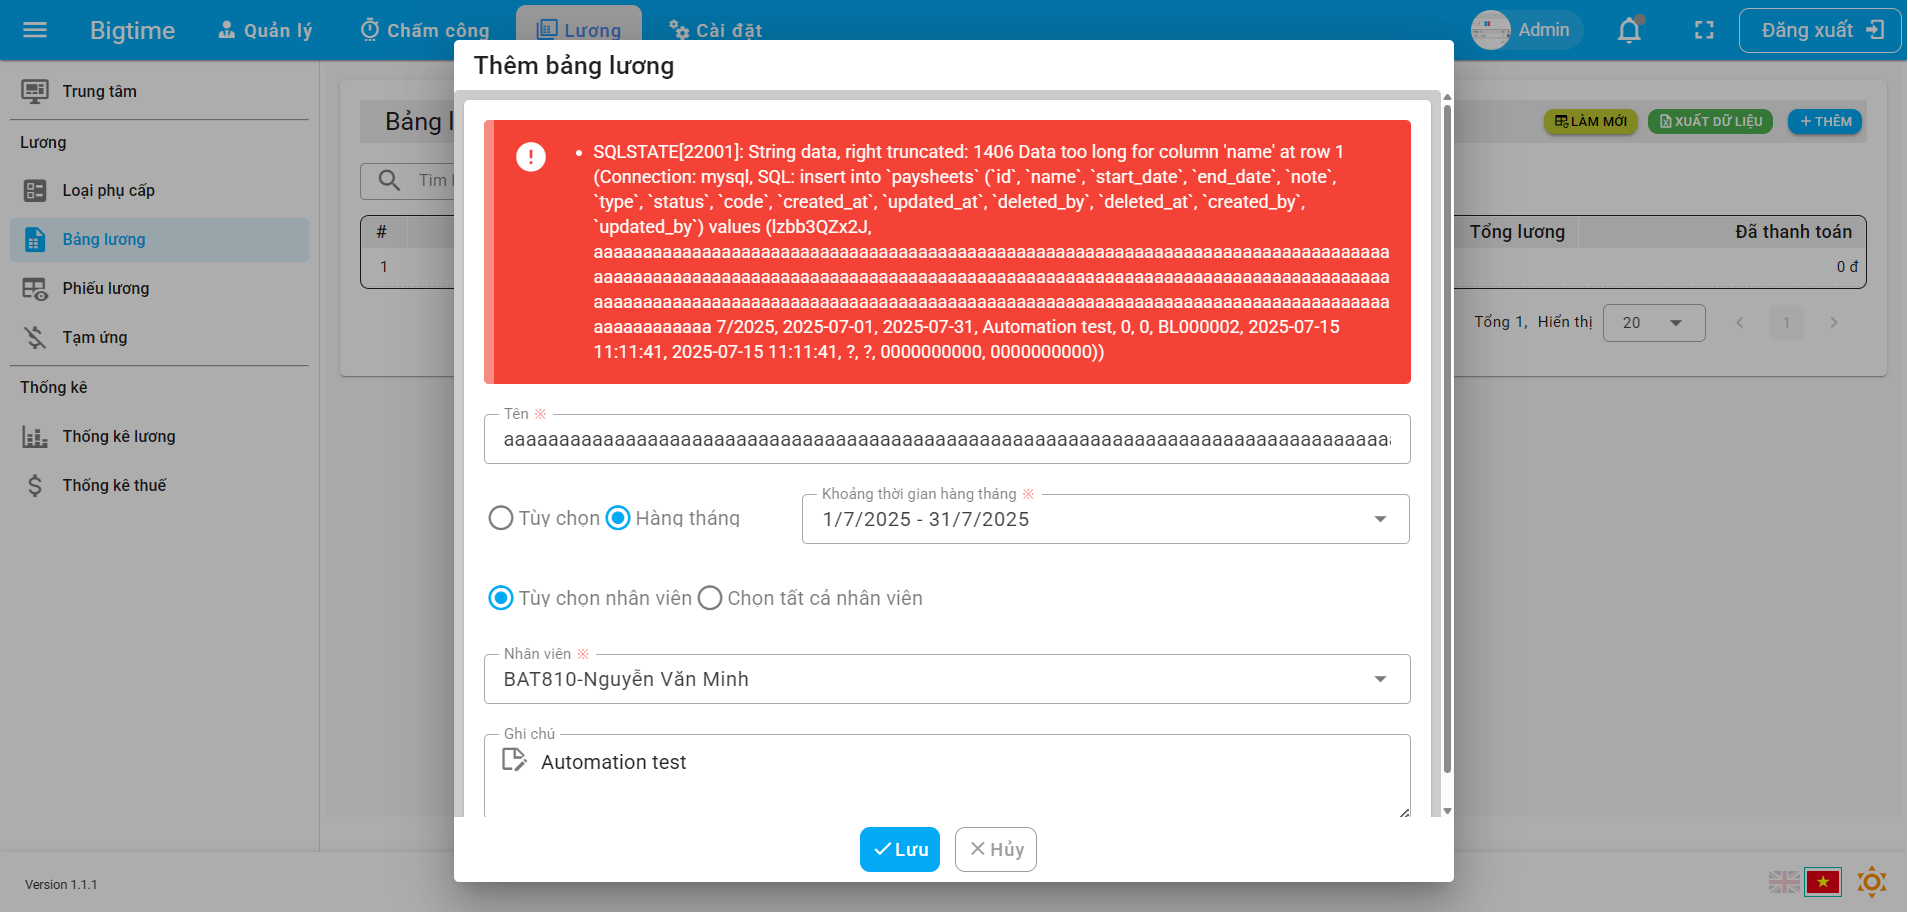 Bigtime
Quản lý
Chấm công
Lương
Cài đặt
Admin
Đăng xuất
Trung tâm
Lương
Loại phụ cấp
Bảng lương
Phiếu lương
Tạm ứng
Thống kê
Thống kê lương
Thống kê thuế
Version 1.1.1
Bảng l
LÀM MỚI
XUẤT DỮ LIỆU
THÊM
Tìm
#
Tổng lương
Đã thanh toán
1
0 đ
Tổng 1, Hiển thị
20
1
Thêm bảng lương
SQLSTATE[22001]: String data, right truncated: 1406 Data too long for column 'name' at row 1
(Connection: mysql, SQL: insert into `paysheets` (`id`, `name`, `start_date`, `end_date`, `note`,
`type`, `status`, `code`, `created_at`, `updated_at`, `deleted_by`, `deleted_at`, `created_by`,
`updated_by`) values (lzbb3QZx2J,
aaaaaaaaaaaaaaaaaaaaaaaaaaaaaaaaaaaaaaaaaaaaaaaaaaaaaaaaaaaaaaaaaaaaaaaaaaaaaaaaa
aaaaaaaaaaaaaaaaaaaaaaaaaaaaaaaaaaaaaaaaaaaaaaaaaaaaaaaaaaaaaaaaaaaaaaaaaaaaaaaaa
aaaaaaaaaaaaaaaaaaaaaaaaaaaaaaaaaaaaaaaaaaaaaaaaaaaaaaaaaaaaaaaaaaaaaaaaaaaaaaaaa
aaaaaaaaaaaa 7/2025, 2025-07-01, 2025-07-31, Automation test, 0, 0, BL000002, 2025-07-15
11:11:41, 2025-07-15 11:11:41, ?, ?, 0000000000, 0000000000))
Tên ※
aaaaaaaaaaaaaaaaaaaaaaaaaaaaaaaaaaaaaaaaaaaaaaaaaaaaaaaaaaaaaaaaaaaaaaaaaaaaaaaaa
Tùy chọn
Hàng tháng
Khoảng thời gian hàng tháng ※
1/7/2025 - 31/7/2025
Tùy chọn nhân viên
Chọn tất cả nhân viên
Nhân viên ※
BAT810-Nguyễn Văn Minh
Ghi chú
Automation test
Lưu
Hủy